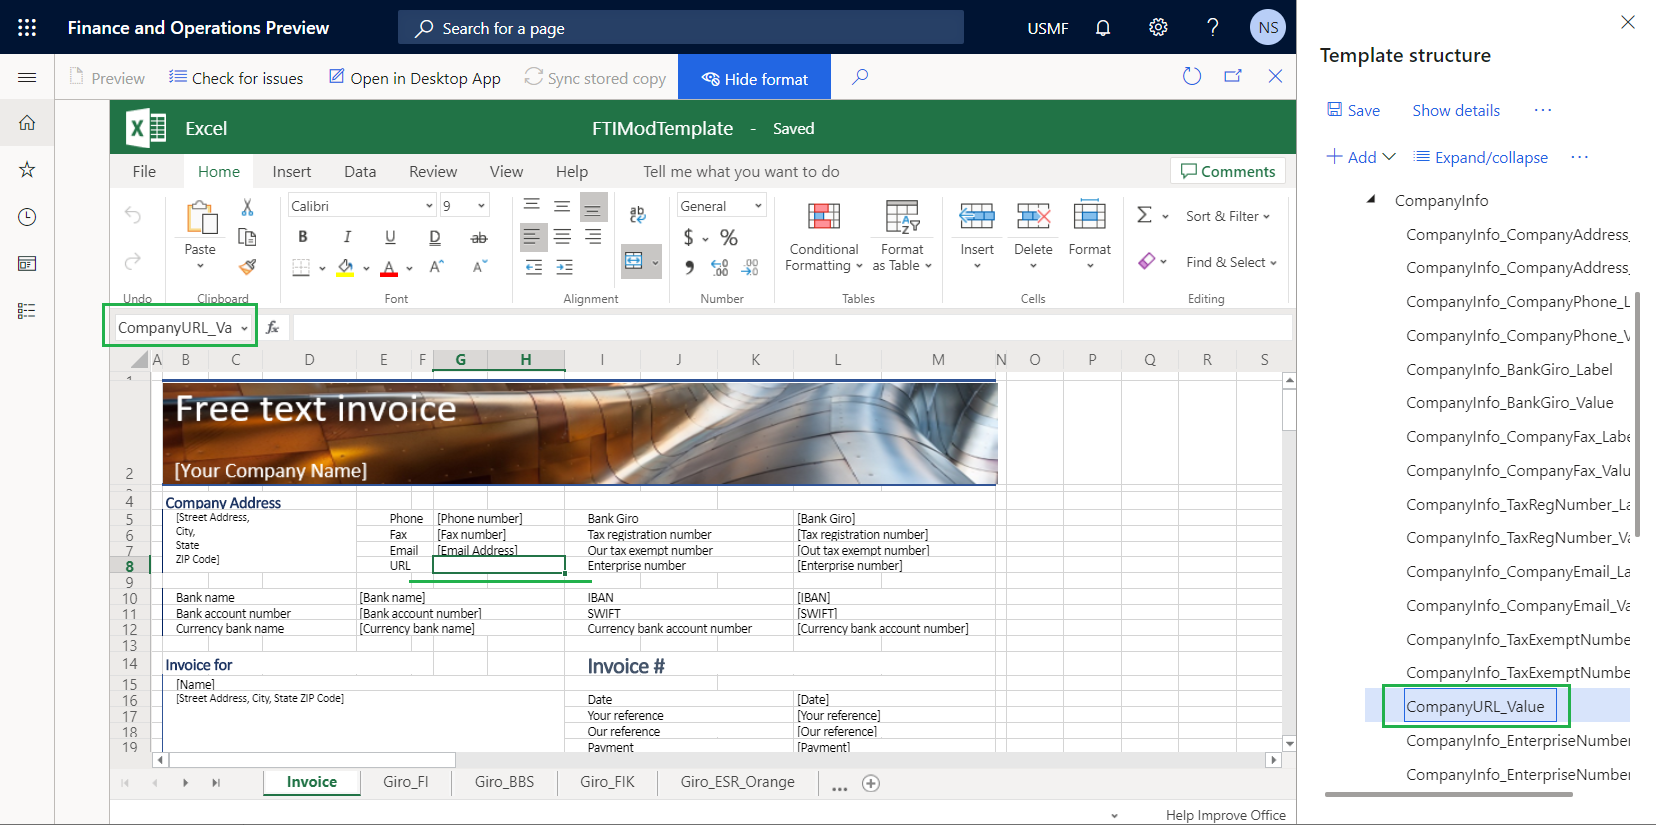 Finance and Operations Preview
Search for a page
USMF
?
NS
Preview
Check for issues
Open in Desktop App
Sync stored copy
Hide format
Excel
FTIModTemplate - Saved
File Home Insert Data Review View Help Tell me what you want to do
Comments
Paste
Calibri
9
B I U D ab
A A A
ab c
General
$ %
.00
.00
Conditional Formatting
Format as Table
Insert
Delete
Format
Sort & Filter
Find & Select
Undo Clipboard Font Alignment Number Tables Cells Editing
CompanyURL_Va
fx
A B C D E F G H I J K L M N O P Q R S
1
Free text invoice
2 [Your Company Name]
4 Company Address
5 [Street Address, Phone [Phone number] Bank Giro [Bank Giro]
6 City, Fax [Fax number] Tax registration number [Tax registration number]
7 State Email [Email Address] Our tax exempt number [Out tax exempt number]
8 ZIP Code] URL Enterprise number [Enterprise number]
9
10 Bank name [Bank name] IBAN [IBAN]
11 Bank account number [Bank account number] SWIFT [SWIFT]
12 Currency bank name [Currency bank name] Currency bank account number [Currency bank account number]
13
14 Invoice for Invoice #
15 [Name]
16 [Street Address, City, State ZIP Code] Date [Date]
17 Your reference [Your reference]
18 Our reference [Our reference]
19 Payment [Payment]
Invoice Giro_FI Giro_BBS Giro_FIK Giro_ESR_Orange ...
Help Improve Office
Template structure
Save Show details ...
Add Expand/collapse ...
CompanyInfo
CompanyInfo_CompanyAddress_
CompanyInfo_CompanyAddress_
CompanyInfo_CompanyPhone_L
CompanyInfo_CompanyPhone_V
CompanyInfo_BankGiro_Label
CompanyInfo_BankGiro_Value
CompanyInfo_CompanyFax_Labe
CompanyInfo_CompanyFax_Valu
CompanyInfo_TaxRegNumber_La
CompanyInfo_TaxRegNumber_Va
CompanyInfo_CompanyEmail_La
CompanyInfo_CompanyEmail_Va
CompanyInfo_TaxExemptNumbe
CompanyInfo_TaxExemptNumbe
CompanyURL_Value
CompanyInfo_EnterpriseNumber
CompanyInfo_EnterpriseNumber